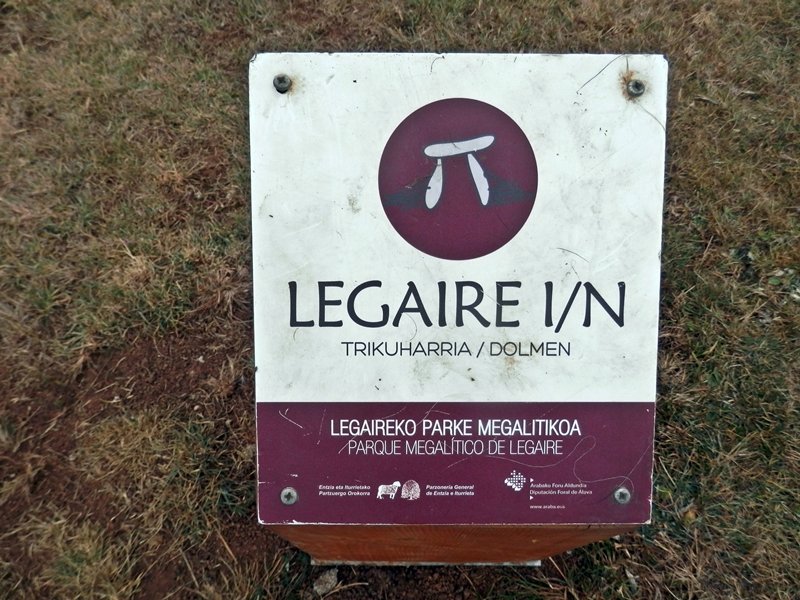 LEGAIRE I/N
TRIKUHARRIA / DOLMEN
LEGAIREKO PARKE MEGALITIKOA
PARQUE MEGALÍTICO DE LEGAIRE
Entzia eta Iturrietako
Partzuergo Orokorra
Parzonería General
de Entzia e Iturrieta
Arabako Foru Aldundia
Diputación Foral de Álava
www.araba.eus